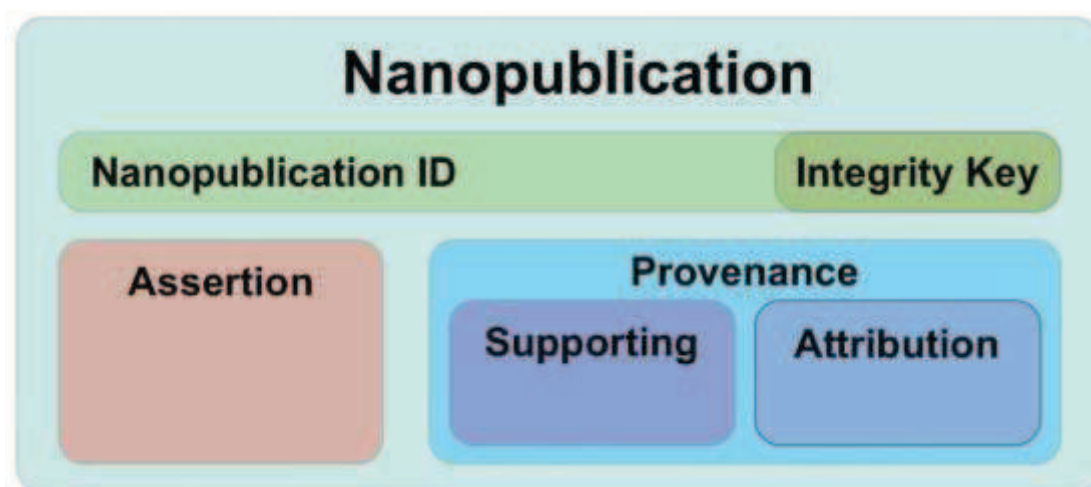 Nanopublication
Nanopublication ID
Integrity Key
Assertion
Provenance
Supporting
Attribution